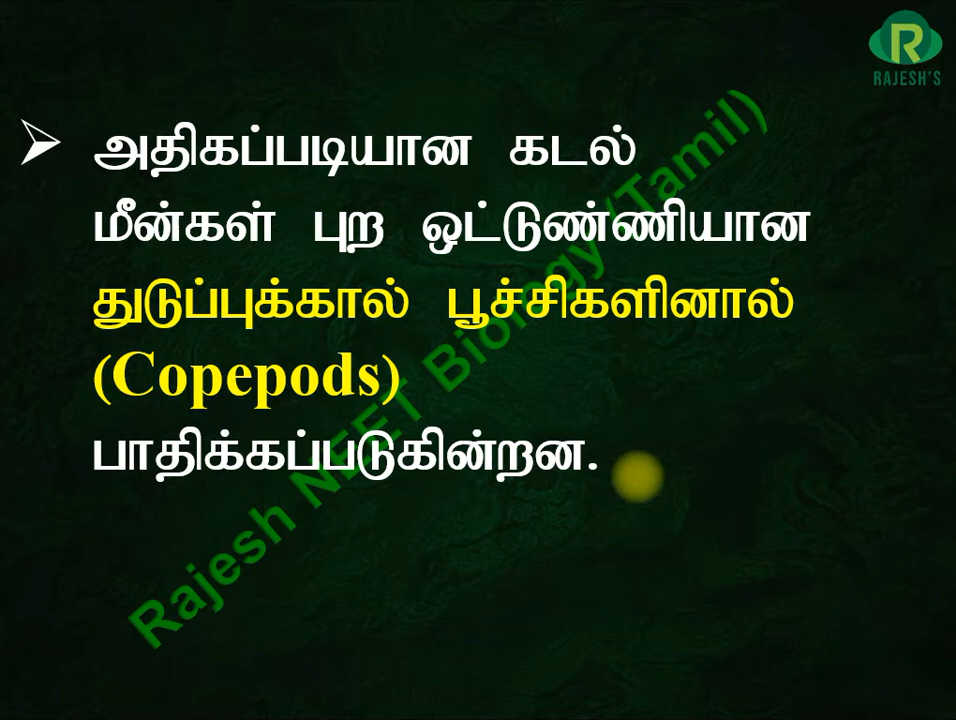 RAJESH'S
➢ அதிகப்படியான கடல்
மீன்கள் புற ஒட்டுண்ணியான
துடுப்புக்கால் பூச்சிகளினால்
(Copepods)
பாதிக்கப்படுகின்றன.
Rajesh NEET Biology (Tamil)